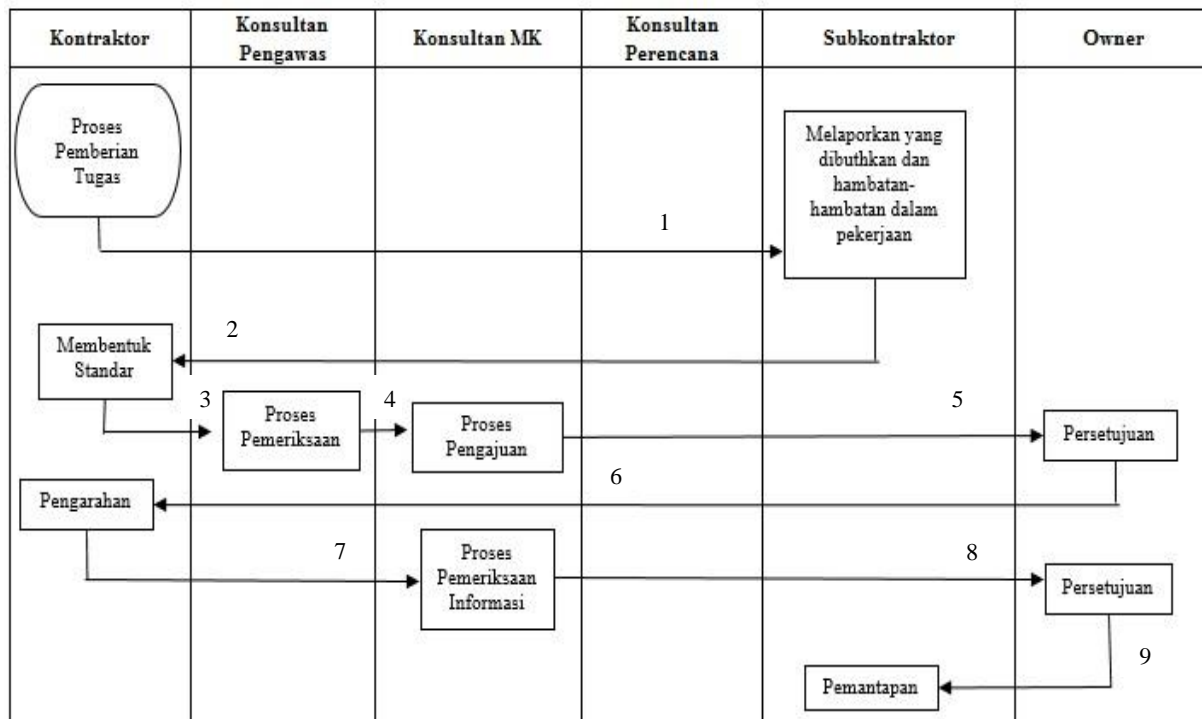 Kontraktor
Konsultan
Pengawas
Konsultan MK
Konsultan
Perencana
Subkontraktor
Owner
Proses
Pemberian
Tugas
Melaporkan yang
dibuthkan dan
hambatan-
hambatan dalam
pekerjaan
1
2
Membentuk
Standar
3
Proses
Pemeriksaan
4
Proses
Pengajuan
5
Persetujuan
6
Pengarahan
7
Proses
Pemeriksaan
Informasi
8
Persetujuan
9
Pemantapan